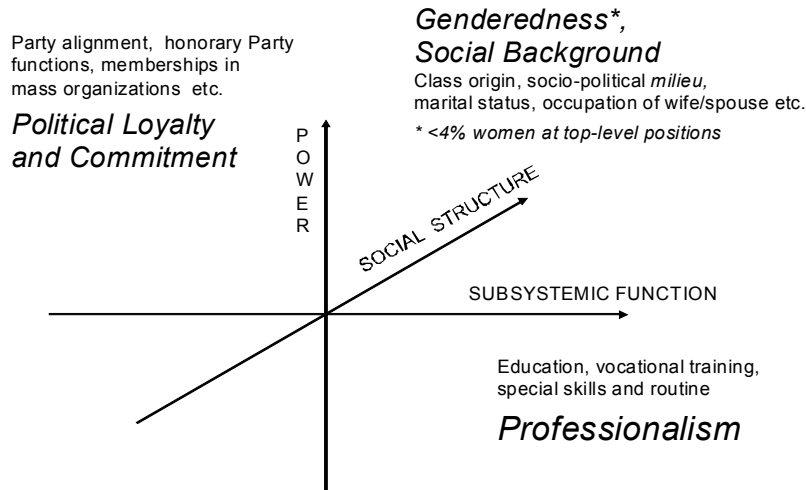 Party alignment, honorary Party
functions, memberships in
mass organizations etc.
Political Loyalty
and Commitment
Genderedness*,
Social Background
Class origin, socio-political milieu,
marital status, occupation of wife/spouse etc.
* <4% women at top-level positions
POWER
SOCIAL STRUCTURE
SUBSYSTEMIC FUNCTION
Education, vocational training,
special skills and routine
Professionalism